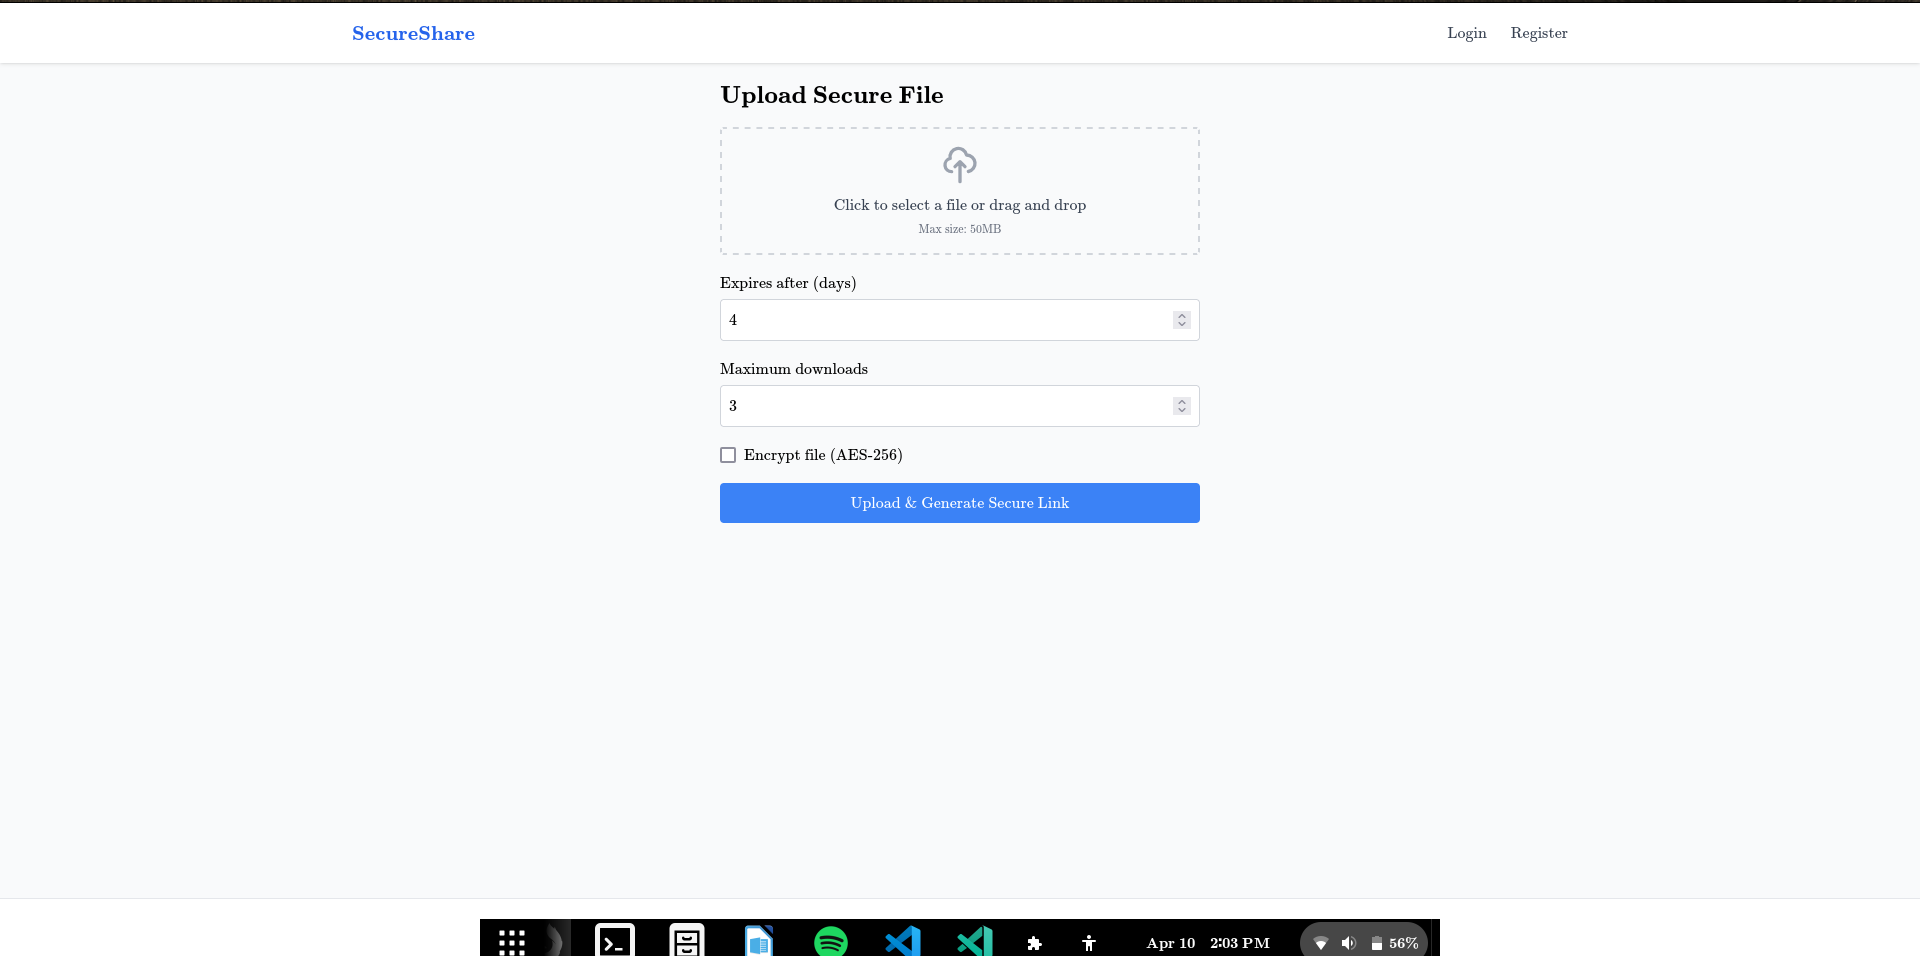 SecureShare
Login Register
Upload Secure File
Click to select a file or drag and drop
Max size: 50MB
Expires after (days)
4
Maximum downloads
3
Encrypt file (AES-256)
Upload & Generate Secure Link
Apr 10 2:03 PM 56%